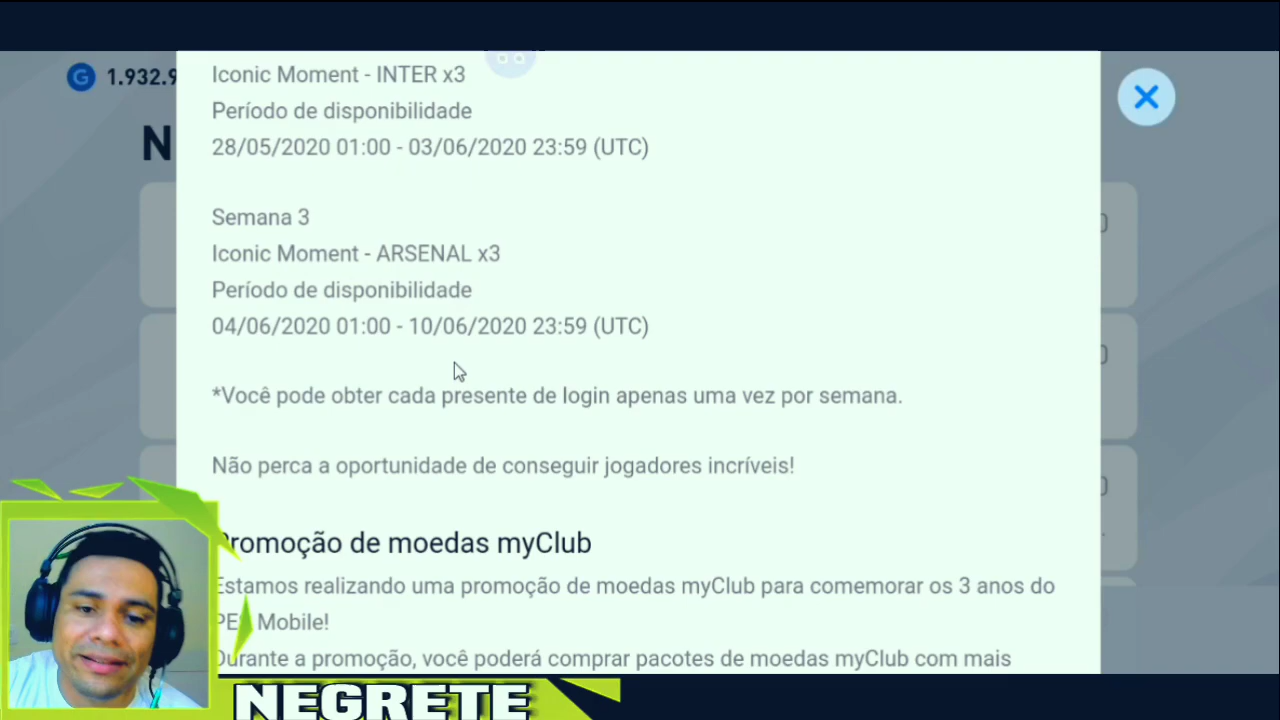 Iconic Moment - INTER x3
G 1.932.9
Período de disponibilidade
N
28/05/2020 01:00 - 03/06/2020 23:59 (UTC)
Semana 3
Iconic Moment - ARSENAL x3
Período de disponibilidade
04/06/2020 01:00 - 10/06/2020 23:59 (UTC)
*Você pode obter cada presente de login apenas uma vez por semana.
Não perca a oportunidade de conseguir jogadores incríveis!
Promoção de moedas myClub
Estamos realizando uma promoção de moedas myClub para comemorar os 3 anos do
PES Mobile!
Durante a promoção, você poderá comprar pacotes de moedas myClub com mais
NEGRETE